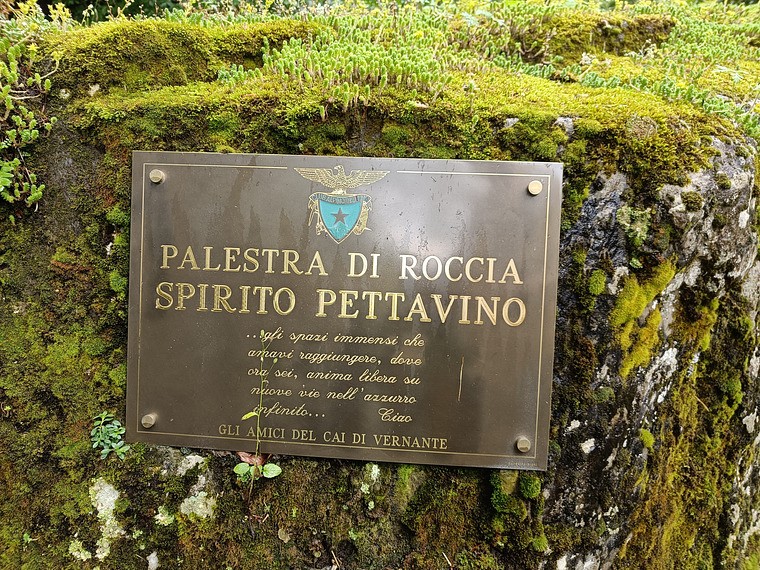 PALESTRA DI ROCCIA
SPIRITO PETTAVINO
...gli spazi immensi che
amavi raggiungere, dove
ora sei, anima libera su
nuove vie nell'azzurro
infinito... Ciao
GLI AMICI DEL CAI DI VERNANTE